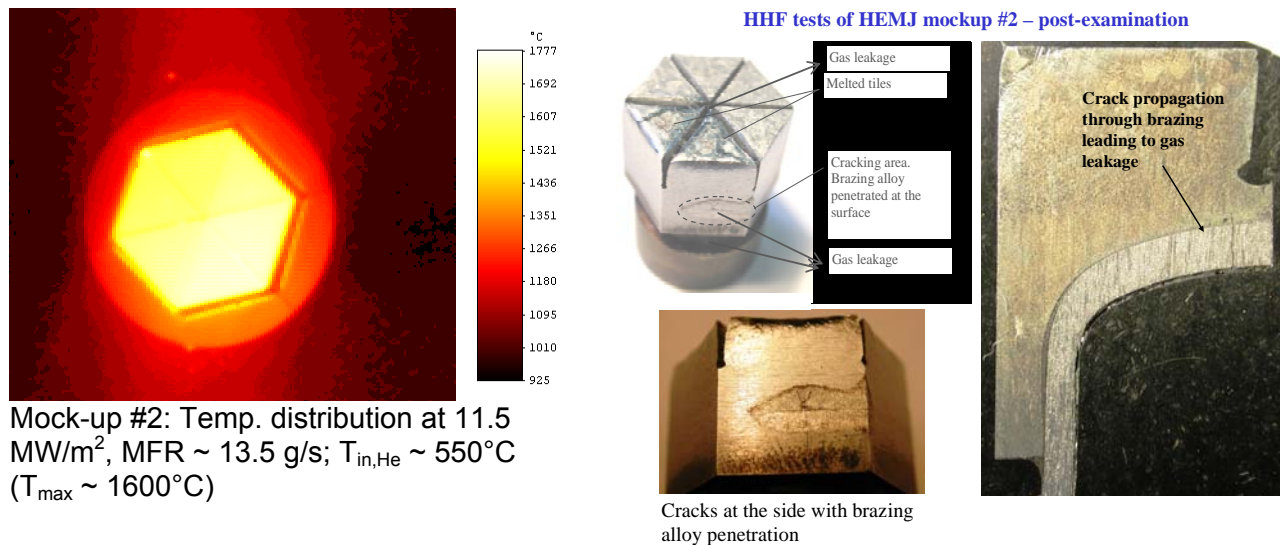 °C
1777
1692
1607
1521
1436
1351
1266
1180
1095
1010
925
Mock-up #2: Temp. distribution at 11.5
MW/m², MFR ~ 13.5 g/s; Tin,He ~ 550°C
(Tmax ~ 1600°C)
HHF tests of HEMJ mockup #2 – post-examination
Gas leakage
Melted tiles
Cracking area.
Brazing alloy
penetrated at the
surface
Gas leakage
Cracks at the side with brazing
alloy penetration
Crack propagation
through brazing
leading to gas
leakage